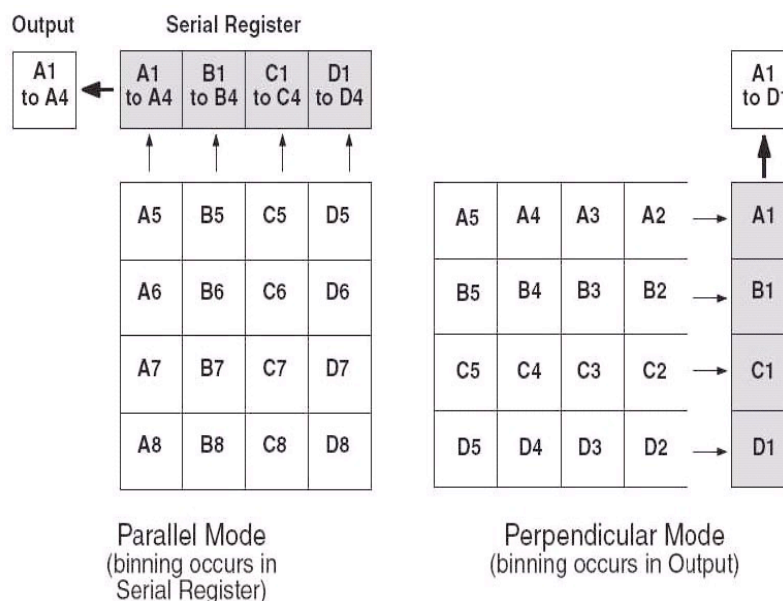 Output Serial Register
A1 to A4 A1 to A4 B1 to B4 C1 to C4 D1 to D4
A5 B5 C5 D5
A6 B6 C6 D6
A7 B7 C7 D7
A8 B8 C8 D8
Parallel Mode
(binning occurs in
Serial Register)
A1
to D1
A5 A4 A3 A2 A1
B5 B4 B3 B2 B1
C5 C4 C3 C2 C1
D5 D4 D3 D2 D1
Perpendicular Mode
(binning occurs in Output)